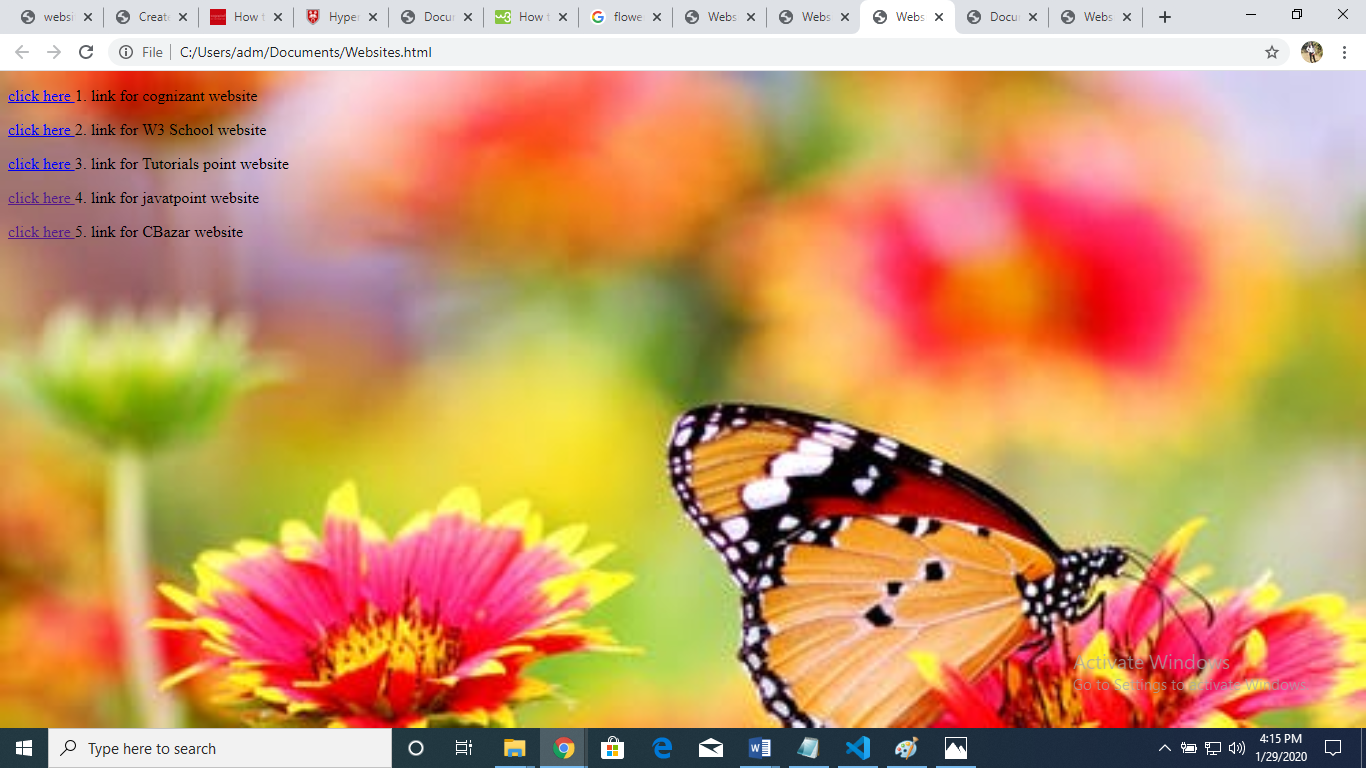 websi
Create
How t
Hyper
Docu
How t
flowe
Webs
Webs
Webs
Docu
Webs
File
C:/Users/adm/Documents/Websites.html
click here 1. link for cognizant website
click here 2. link for W3 School website
click here 3. link for Tutorials point website
click here 4. link for javatpoint website
click here 5. link for CBazar website
Activate Windows
Go to Settings to activate Windows.
Type here to search
4:15 PM
1/29/2020